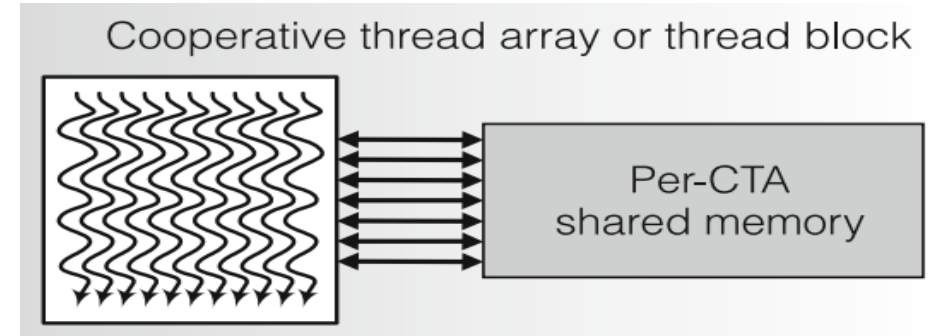 Cooperative thread array or thread block
Per-CTA
shared memory